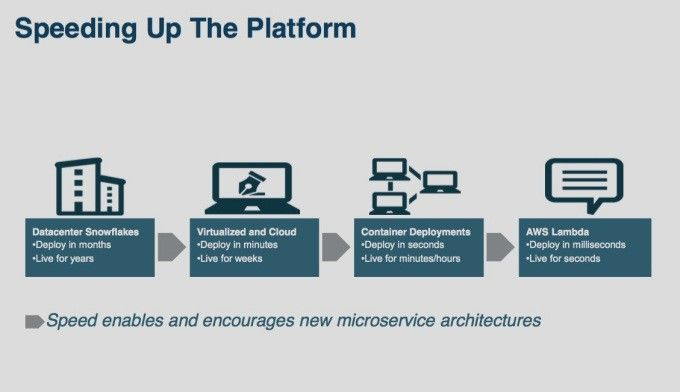 Speeding Up The Platform
Datacenter Snowflakes
•Deploy in months
•Live for years
Virtualized and Cloud
•Deploy in minutes
•Live for weeks
Container Deployments
•Deploy in seconds
•Live for minutes/hours
AWS Lambda
•Deploy in milliseconds
•Live for seconds
Speed enables and encourages new microservice architectures